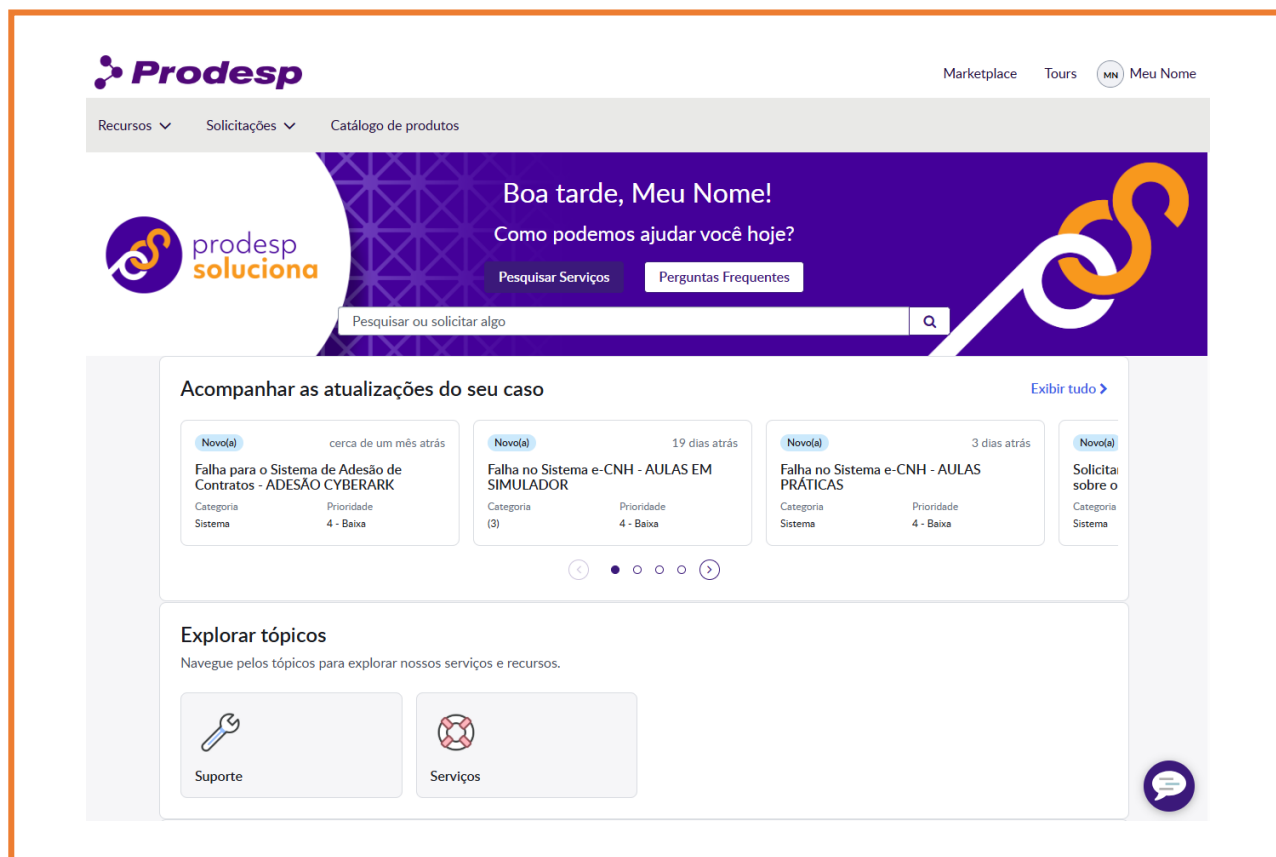 Prodesp
Marketplace Tours MN Meu Nome
Recursos Solicitações Catálogo de produtos
prodesp
soluciona
Boa tarde, Meu Nome!
Como podemos ajudar você hoje?
Pesquisar Serviços Perguntas Frequentes
Pesquisar ou solicitar algo
Acompanhar as atualizações do seu caso
Exibir tudo
Novo(a) cerca de um mês atrás
Falha para o Sistema de Adesão de
Contratos - ADESÃO CYBERARK
Categoria Prioridade
Sistema 4 - Baixa
Novo(a) 19 dias atrás
Falha no Sistema e-CNH - AULAS EM
SIMULADOR
Categoria Prioridade
(3) 4 - Baixa
Novo(a) 3 dias atrás
Falha no Sistema e-CNH - AULAS
PRÁTICAS
Categoria Prioridade
Sistema 4 - Baixa
Novo(a)
sobre o
Categoria
Sistema
Explorar tópicos
Navegue pelos tópicos para explorar nossos serviços e recursos.
Suporte
Serviços